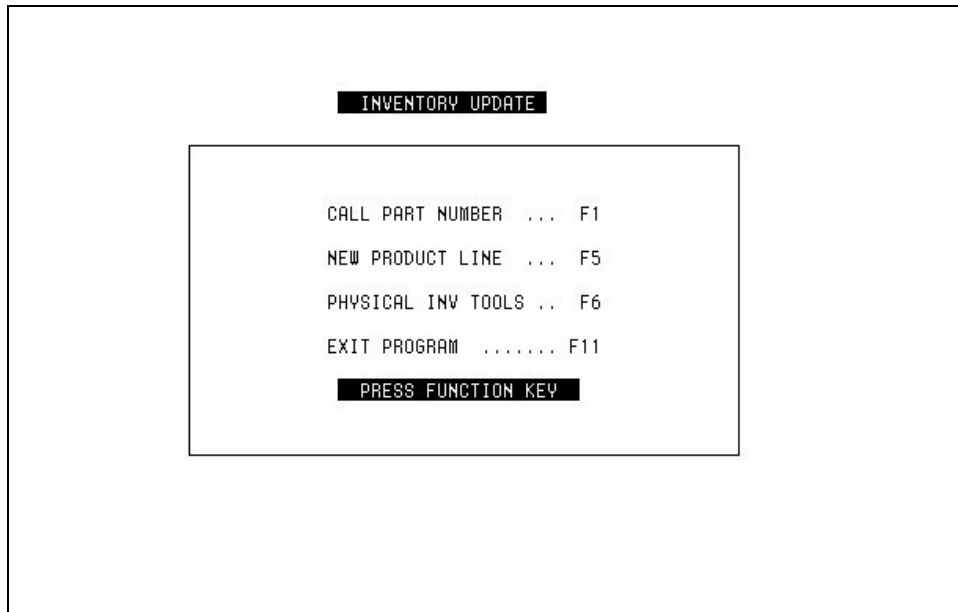 INVENTORY UPDATE
CALL PART NUMBER ... F1
NEW PRODUCT LINE ... F5
PHYSICAL INV TOOLS .. F6
EXIT PROGRAM ....... F11
PRESS FUNCTION KEY